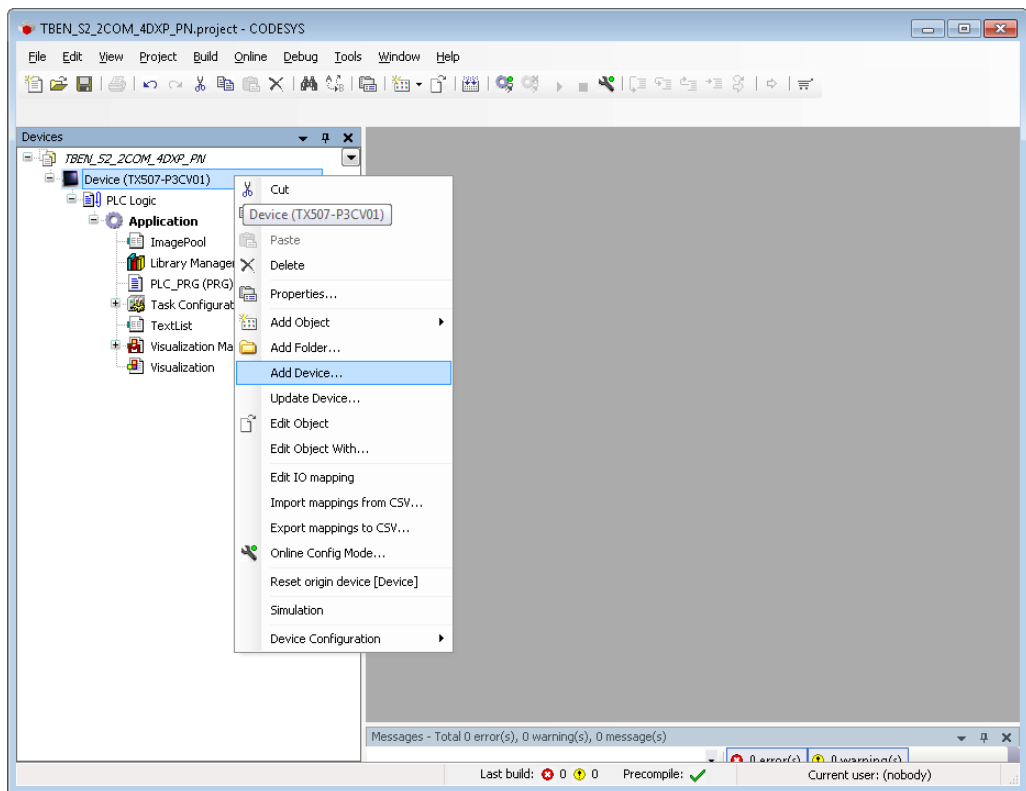 TBEN_S2_2COM_4DXP_PN.project - CODESYS
File Edit View Project Build Online Debug Tools Window Help
Devices
TBEN_S2_2COM_4DXP_PN
Device (TX507-P3CV01)
PLC Logic
Application
ImagePool
Library Manager
PLC_PRG (PRG)
Task Configurat
TextList
Visualization Ma
Visualization
Cut
Device (TX507-P3CV01)
Paste
Delete
Properties...
Add Object
Add Folder...
Add Device...
Update Device...
Edit Object
Edit Object With...
Edit IO mapping
Import mappings from CSV...
Export mappings to CSV...
Online Config Mode...
Reset origin device [Device]
Simulation
Device Configuration
Messages - Total 0 error(s), 0 warning(s), 0 message(s)
0 error(s) 0 warning(s)
Last build: 0 0 Precompile: Current user: (nobody)